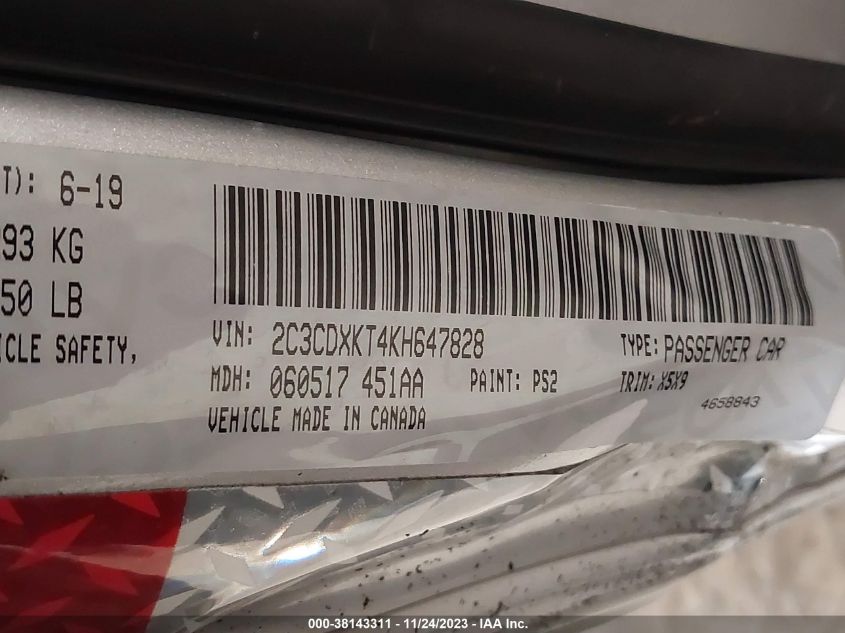 T): 6-19
93 KG
50 LB
ICLE SAFETY,
VIN: 2C3CDXKT4KH647828
TYPE: PASSENGER CAR
MDH: 060517 451AA
PAINT: PS2
TRIM: X5X9
VEHICLE MADE IN CANADA
4658843
000-38143311 - 11/24/2023 - IAA Inc.